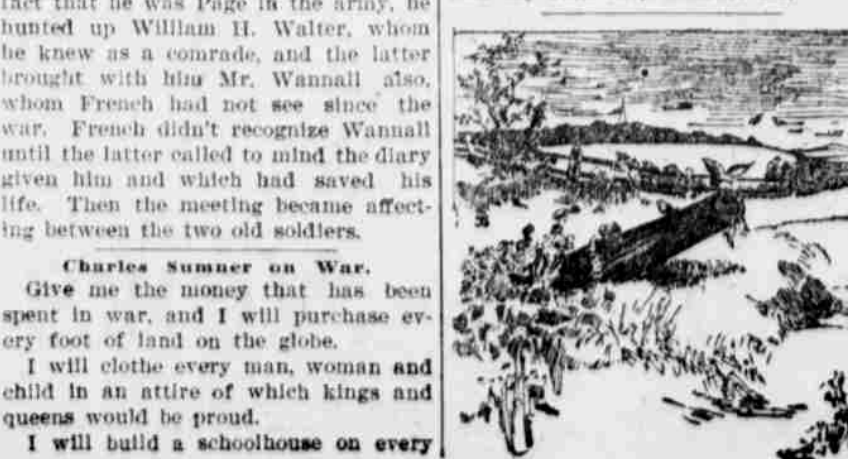 fact that he was Page in the army, he
hunted up William H. Walter, whom
he knew as a comrade, and the latter
brought with him Mr. Wannall also,
whom French had not see since the
war. French didn't recognize Wannall
until the latter called to mind the diary
given him and which had saved his
life. Then the meeting became affect-
ing between the two old soldiers.
Charles Sumner on War.
Give me the money that has been
spent in war, and I will purchase ev-
ery foot of land on the globe.
I will clothe every man, woman and
child in an attire of which kings and
queens would be proud.
I will build a schoolhouse on every